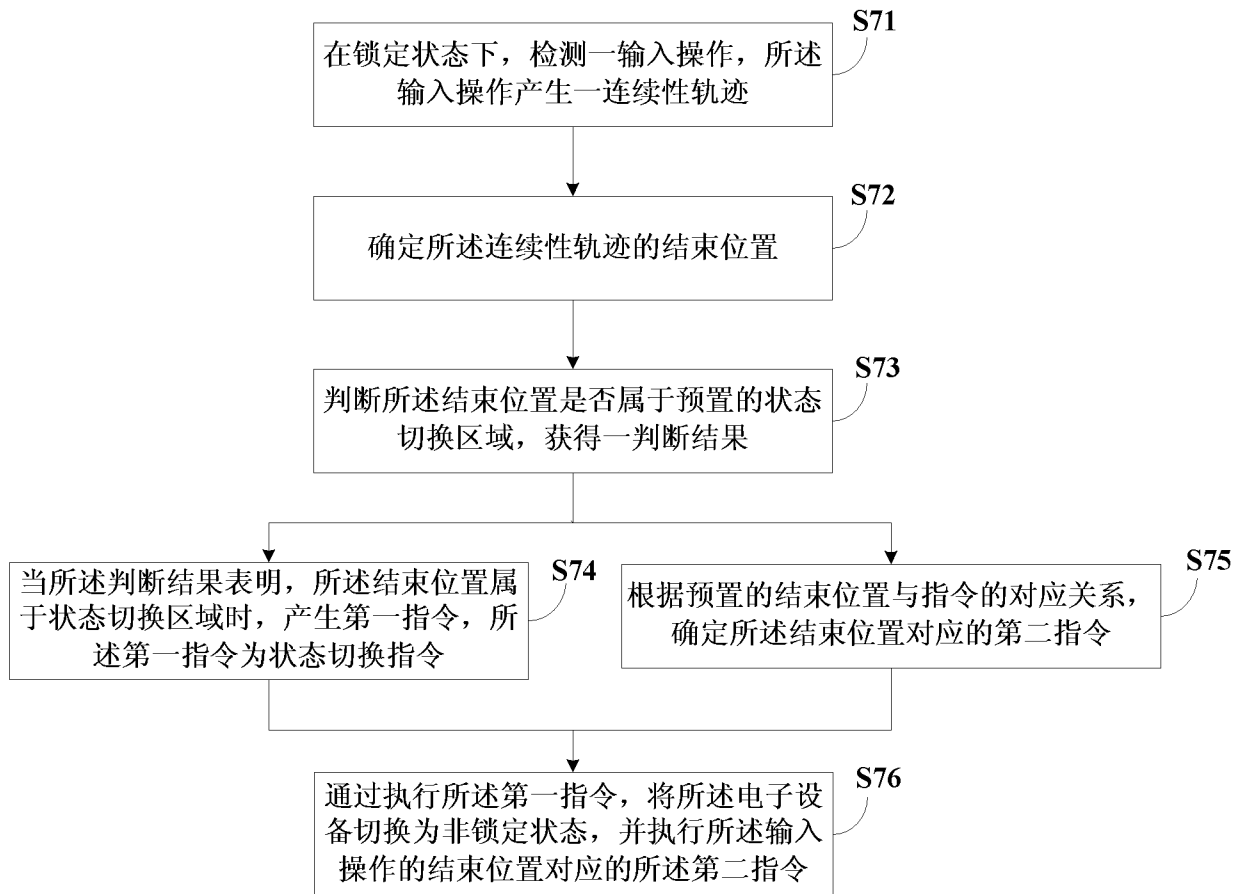 S71
在锁定状态下，检测一输入操作，所述
输入操作产生一连续性轨迹
S72
确定所述连续性轨迹的结束位置
S73
判断所述结束位置是否属于预置的状态
切换区域，获得一判断结果
S74
当所述判断结果表明，所述结束位置属
于状态切换区域时，产生第一指令，所
述第一指令为状态切换指令
S75
根据预置的结束位置与指令的对应关系，
确定所述结束位置对应的第二指令
S76
通过执行所述第一指令，将所述电子设
备切换为非锁定状态，并执行所述输入
操作的结束位置对应的所述第二指令